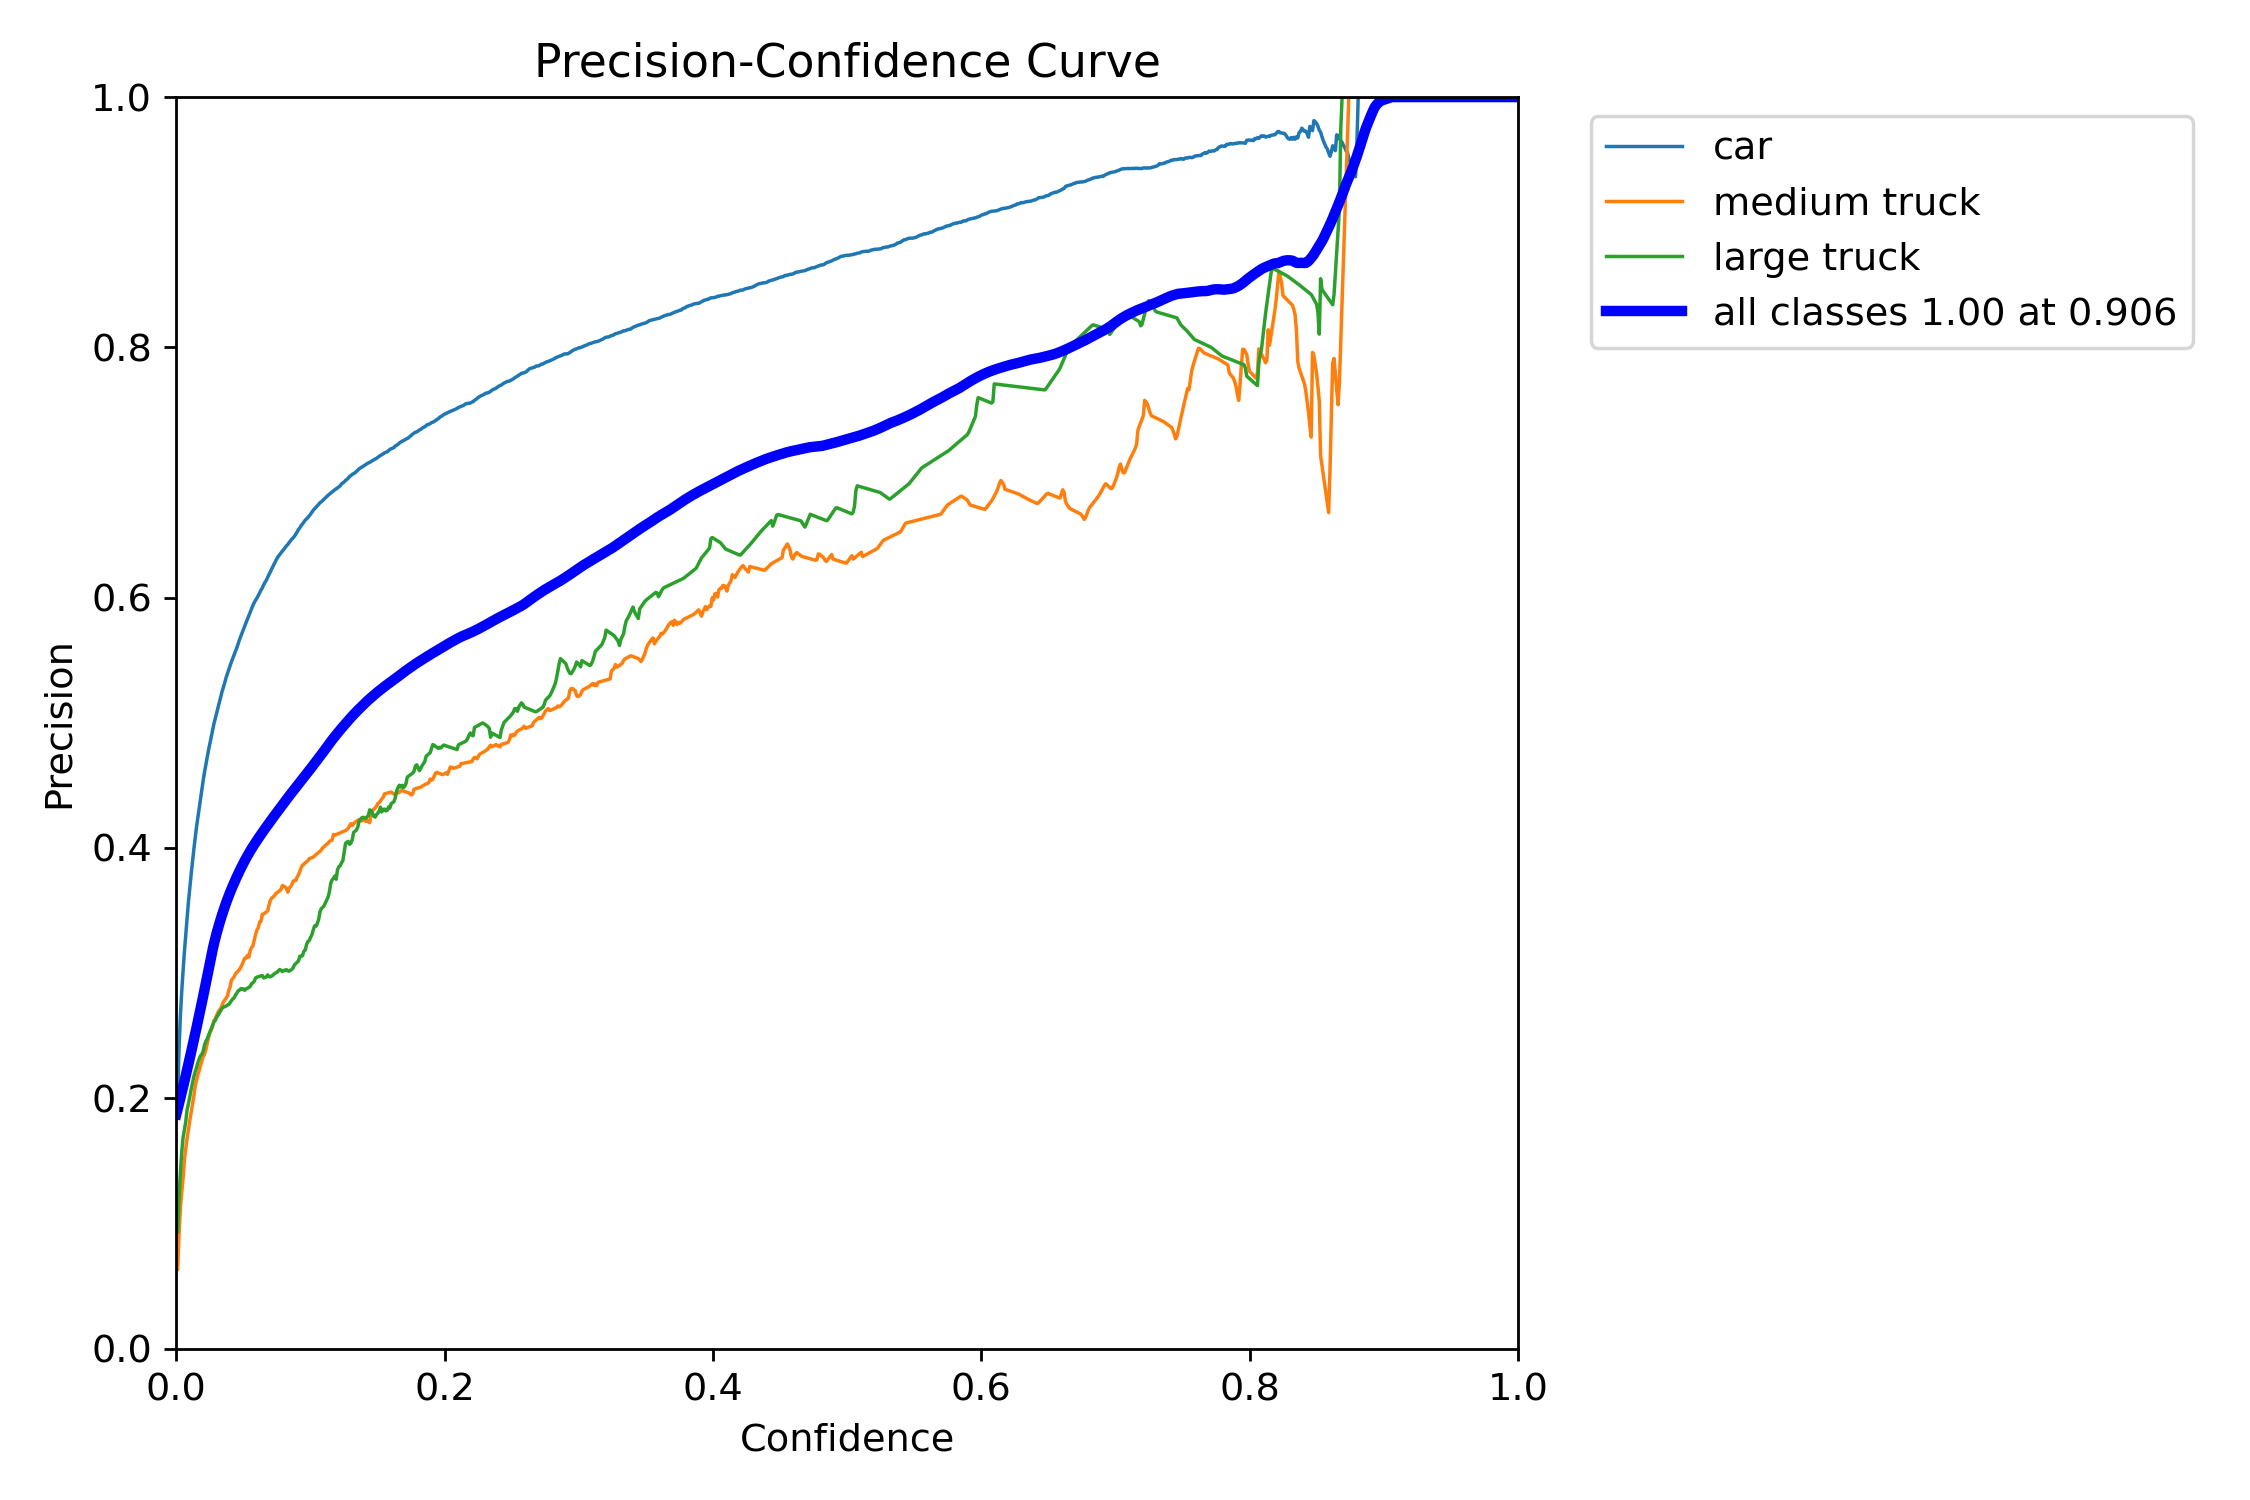 Precision-Confidence Curve
1.0
0.8
0.6
0.4
0.2
0.0
Precision
0.0 0.2 0.4 0.6 0.8 1.0
Confidence
car
medium truck
large truck
all classes 1.00 at 0.906